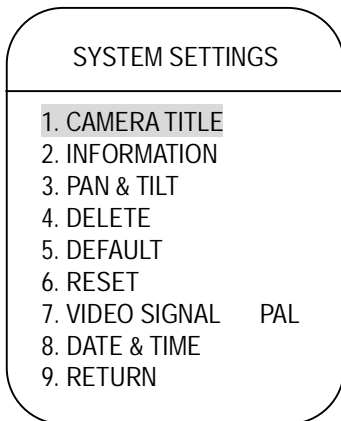 SYSTEM SETTINGS
1. CAMERA TITLE
2. INFORMATION
3. PAN & TILT
4. DELETE
5. DEFAULT
6. RESET
7. VIDEO SIGNAL PAL
8. DATE & TIME
9. RETURN